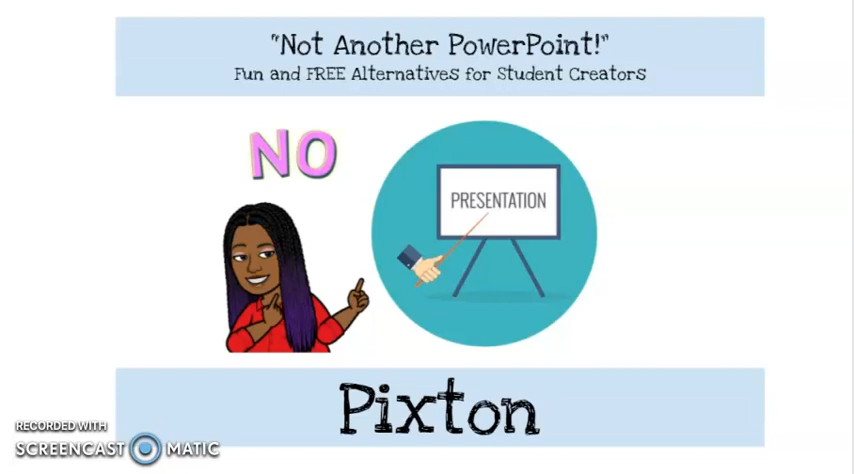 "Not Another PowerPoint!"
Fun and FREE Alternatives for Student Creators
NO
PRESENTATION
Pixton
RECORDED WITH
SCREENCAST MATIC